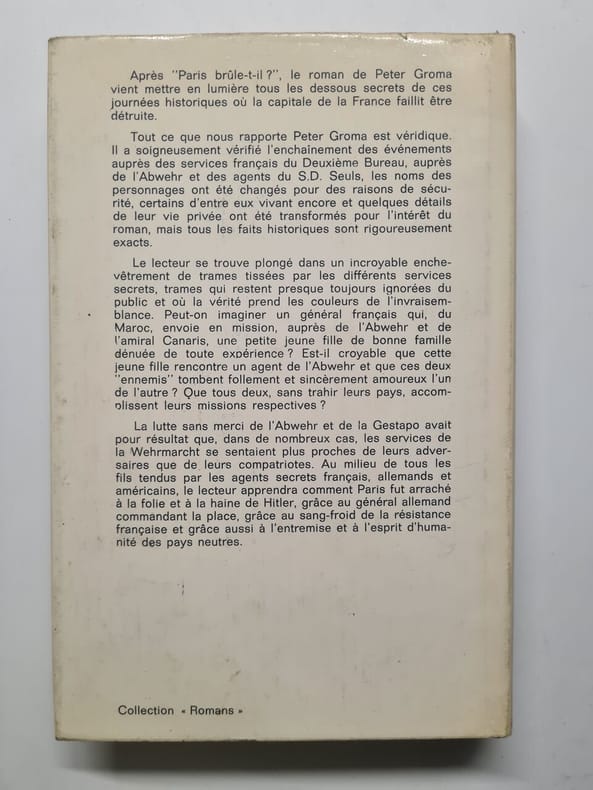 Après "Paris brûle-t-il ?", le roman de Peter Groma
vient mettre en lumière tous les dessous secrets de ces
journées historiques où la capitale de la France faillit être
détruite.
Tout ce que nous rapporte Peter Groma est véridique.
Il a soigneusement vérifié l'enchaînement des événements
auprès des services français du Deuxième Bureau, auprès
de l'Abwehr et des agents du S.D. Seuls, les noms des
personnages ont été changés pour des raisons de sécu-
rité, certains d'entre eux vivant encore et quelques détails
de leur vie privée ont été transformés pour l'intérêt du
roman, mais tous les faits historiques sont rigoureusement
exacts.
Le lecteur se trouve plongé dans un incroyable enche-
vêtrement de trames tissées par les différents services
secrets, trames qui restent presque toujours ignorées du
public et où la vérité prend les couleurs de l'invraisem-
blance. Peut-on imaginer un général français qui, du
Maroc, envoie en mission, auprès de l'Abwehr et de
l'amiral Canaris, une petite jeune fille de bonne famille
dénuée de toute expérience ? Est-il croyable que cette
jeune fille rencontre un agent de l'Abwehr et que ces deux
"ennemis" tombent follement et sincèrement amoureux l'un
de l'autre ? Que tous deux, sans trahir leurs pays, accom-
plissent leurs missions respectives ?
La lutte sans merci de l'Abwehr et de la Gestapo avait
pour résultat que, dans de nombreux cas, les services de
la Wehrmarcht se sentaient plus proches de leurs adver-
saires que de leurs compatriotes. Au milieu de tous les
fils tendus par les agents secrets français, allemands et
américains, le lecteur apprendra comment Paris fut arraché
à la folie et à la haine de Hitler, grâce au général allemand
commandant la place, grâce au sang-froid de la résistance
française et grâce aussi à l'entremise et à l'esprit d'huma-
nité des pays neutres.
Collection « Romans »